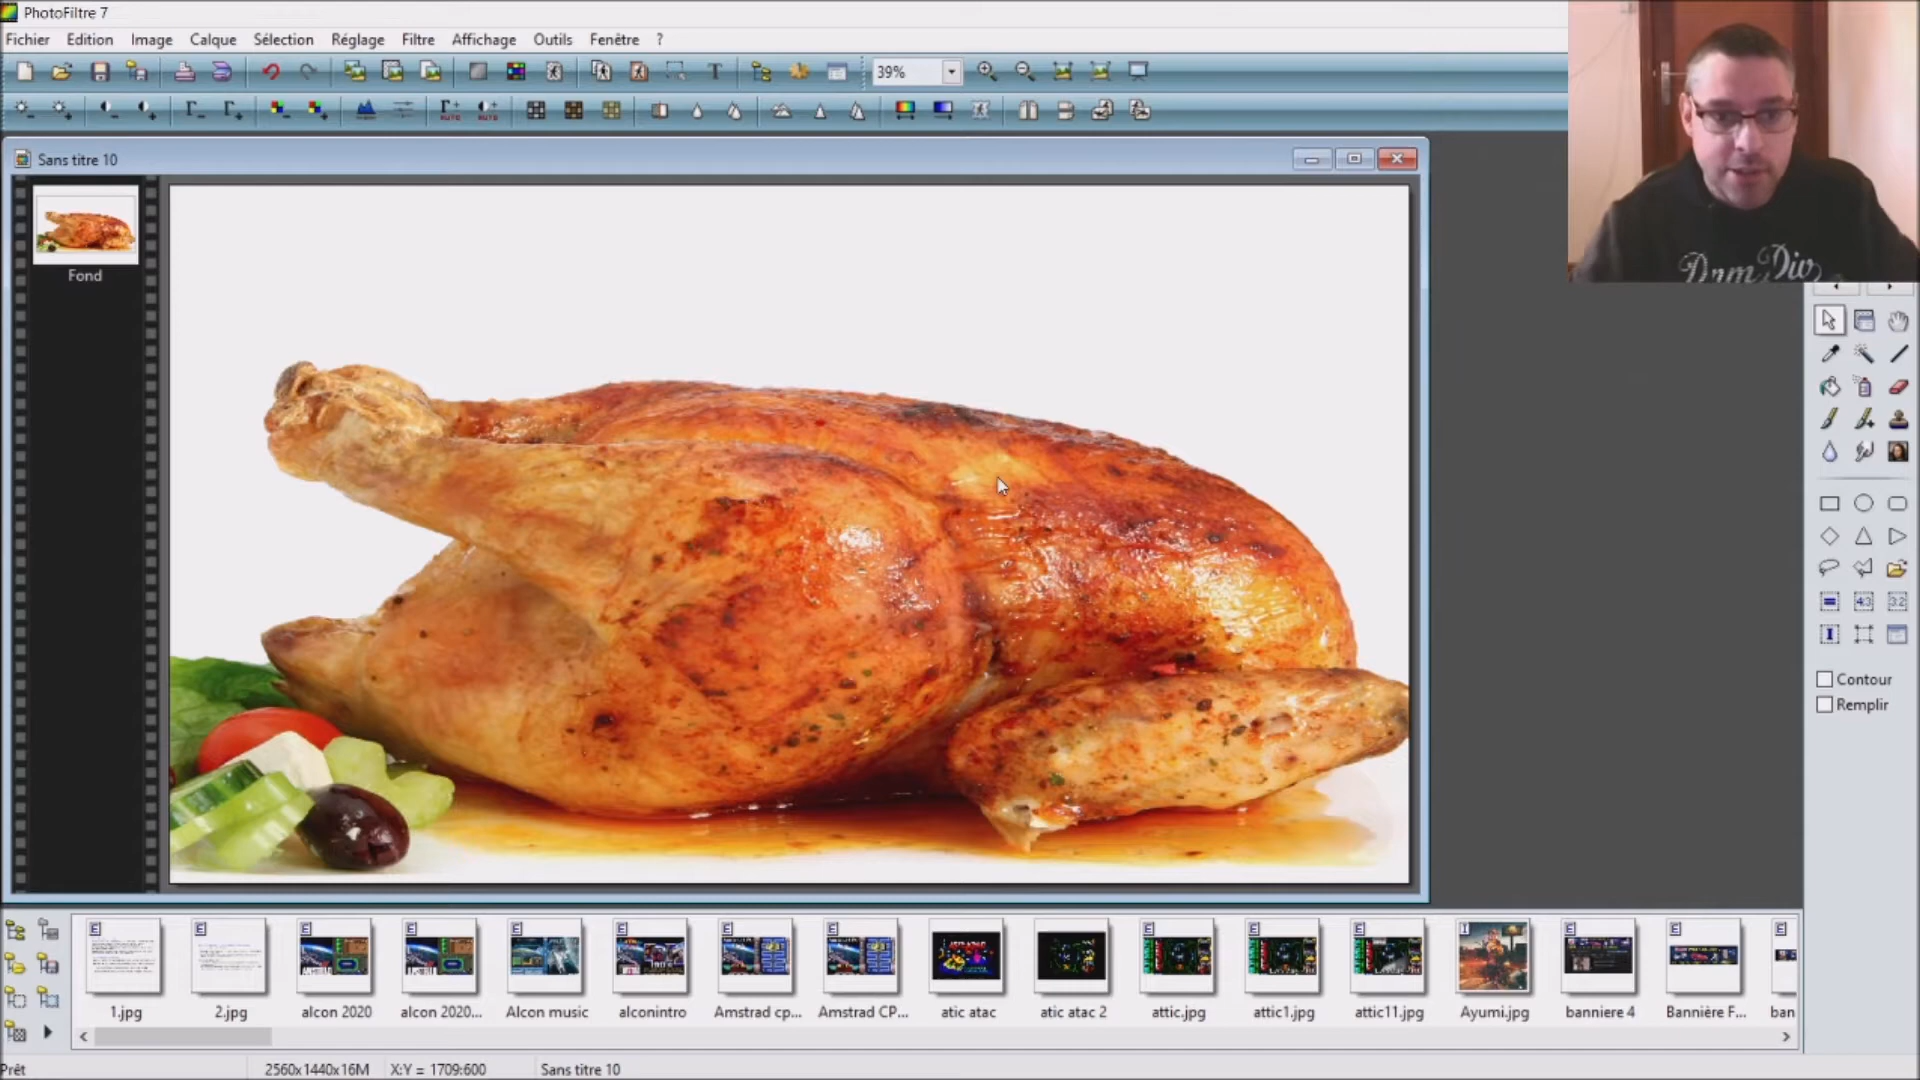 PhotoFiltre 7
Fichier Edition Image Calque Sélection Réglage Filtre Affichage Outils Fenêtre ?
39%
Sans titre 10
Fond
Contour
Remplir
1.jpg 2.jpg alcon 2020 alcon 2020... Alcon music alconintro Amstrad cp... Amstrad CP... atic atac atic atac 2 attic.jpg attic1.jpg attic11.jpg Ayumi.jpg banniere 4 Bannière F... ban
Prêt 2560x1440x16M X:Y = 1709:600 Sans titre 10